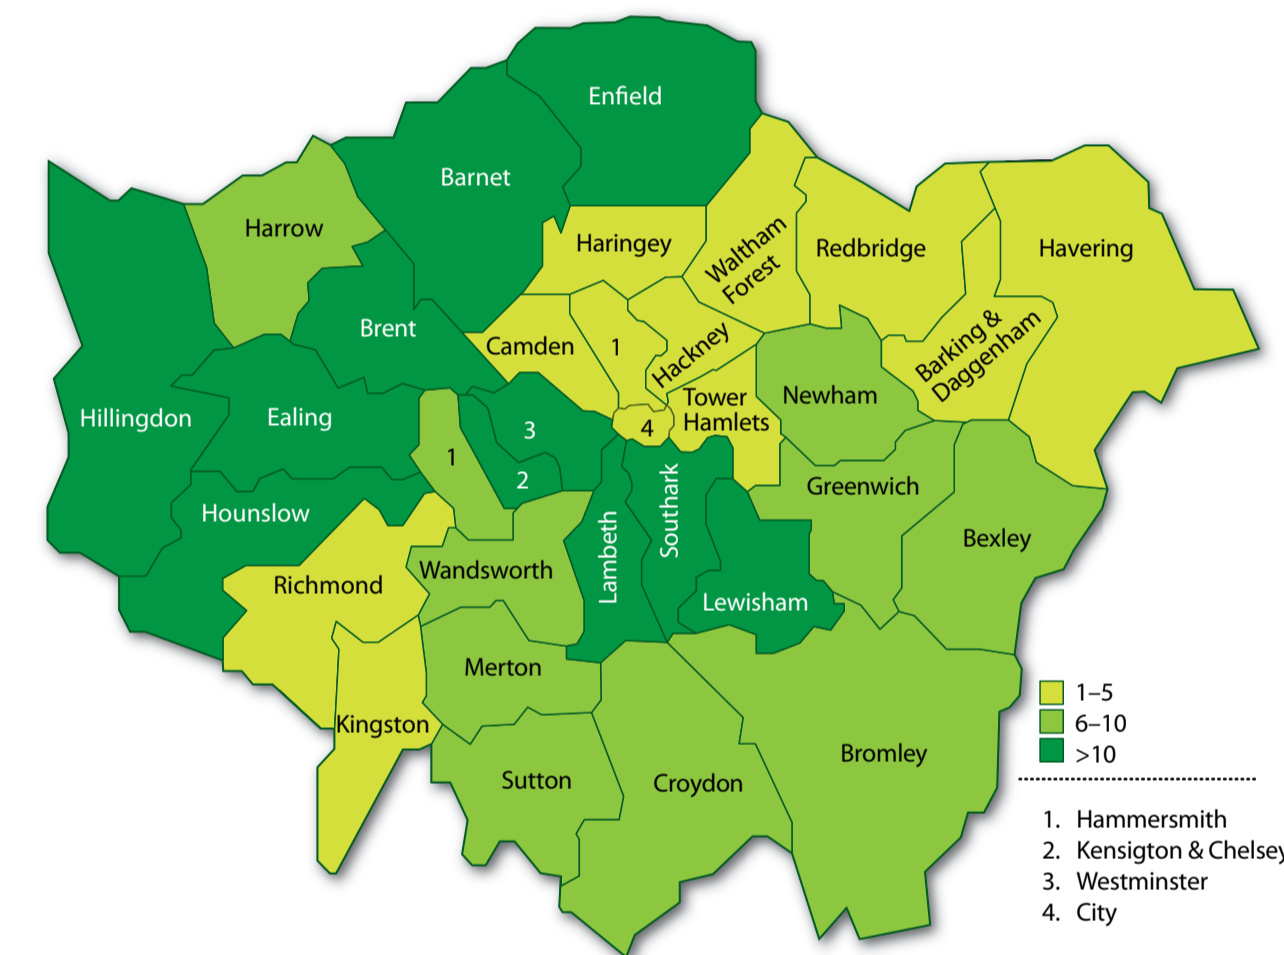 Enfield
Barnet
Harrow
Haringey
Waltham
Forest
Redbridge
Havering
Brent
Camden
1
Hackney
Barking &
Daggenham
Hillingdon
Ealing
Tower
Hamlets
Newham
3
4
1
2
Hounslow
Southark
Greenwich
Lambeth
Bexley
Richmond
Wandsworth
Lewisham
Merton
Kingston
Sutton
Croydon
Bromley
1–5
6–10
>10
1. Hammersmith
2. Kensigton & Chelsey
3. Westminster
4. City